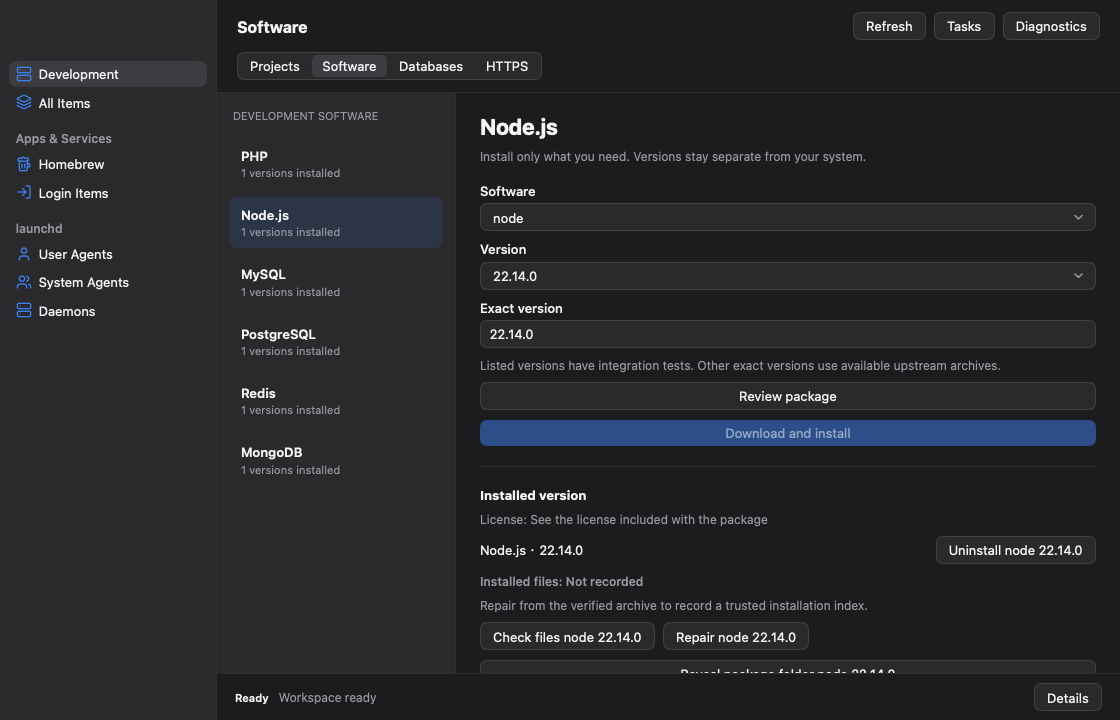 Software
Refresh
Tasks
Diagnostics
Projects
Software
Databases
HTTPS
Development
All Items
Apps & Services
Homebrew
Login Items
launchd
User Agents
System Agents
Daemons
DEVELOPMENT SOFTWARE
PHP
1 versions installed
Node.js
1 versions installed
MySQL
1 versions installed
PostgreSQL
1 versions installed
Redis
1 versions installed
MongoDB
1 versions installed
Node.js
Install only what you need. Versions stay separate from your system.
Software
node
Version
22.14.0
Exact version
22.14.0
Listed versions have integration tests. Other exact versions use available upstream archives.
Review package
Download and install
Installed version
License: See the license included with the package
Node.js · 22.14.0
Uninstall node 22.14.0
Installed files: Not recorded
Repair from the verified archive to record a trusted installation index.
Check files node 22.14.0
Repair node 22.14.0
Reveal package folder node 22.14.0
Ready
Workspace ready
Details